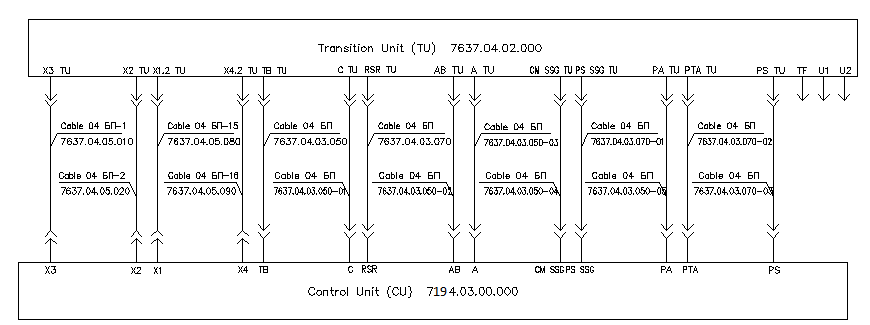 Transition Unit (TU) 7637.04.02.000
X3 TU X2 TU X1.2 TU X4.2 TU TB TU C TU RSR TU AB TU A TU CM SSG TU PS SSG TU PA TU PTA TU PS TU TF U1 U2
Cable 04 БП-1 Cable 04 БП-15 Cable 04 БП Cable 04 БП Cable 04 БП Cable 04 БП Cable 04 БП
7637.04.05.010 7637.04.05.080 7637.04.03.050 7637.04.03.070 7637.04.03.050-03 7637.04.03.070-01 7637.04.03.070-02
Cable 04 БП-2 Cable 04 БП-16 Cable 04 БП Cable 04 БП Cable 04 БП Cable 04 БП Cable 04 БП
7637.04.05.020 7637.04.05.090 7637.04.03.050-01 7637.04.03.050-02 7637.04.03.050-04 7637.04.03.050-05 7637.04.03.070-03
X3 X2 X1 X4 TB C RSR AB A CM SSG PS SSG PA PTA PS
Control Unit (CU) 7194.03.00.000